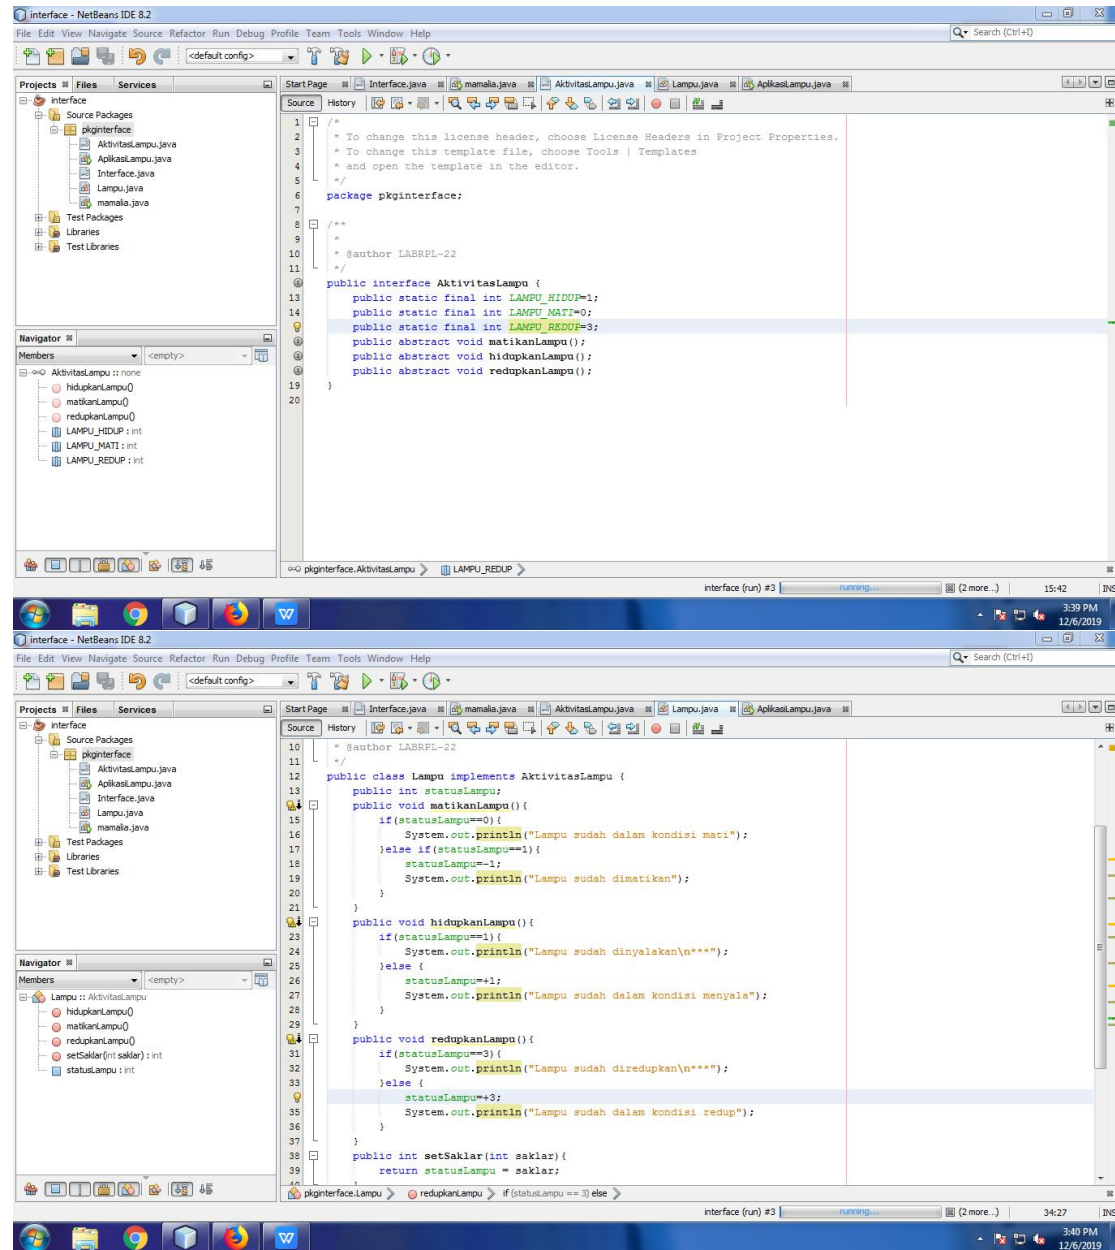 interface - NetBeans IDE 8.2
File Edit View Navigate Source Refactor Run Debug Profile Team Tools Window Help
Search (Ctrl+I)
<default config>
Projects Files Services
Start Page Interface.java mamalia.java AktivitasLampu.java Lampu.java AplikasiLampu.java
Source History
interface
Source Packages
pkginterface
AktivitasLampu.java
AplikasiLampu.java
Interface.java
Lampu.java
mamalia.java
Test Packages
Libraries
Test Libraries
1 /*
2 * To change this license header, choose License Headers in Project Properties.
3 * To change this template file, choose Tools | Templates
4 * and open the template in the editor.
5 */
6 package pkginterface;
7
8 /**
9 *
10 * @author LABRPL-22
11 */
public interface AktivitasLampu {
13 public static final int LAMPU_HIDUP=1;
14 public static final int LAMPU_MATI=0;
public static final int LAMPU_REDUP=3;
public abstract void matikanLampu();
public abstract void hidupkanLampu();
public abstract void redupkanLampu();
19 }
20
Navigator
Members <empty>
AktivitasLampu :: none
hidupkanLampu()
matikanLampu()
redupkanLampu()
LAMPU_HIDUP : int
LAMPU_MATI : int
LAMPU_REDUP : int
pkginterface.AktivitasLampu LAMPU_REDUP
interface (run) #3 running... (2 more...) 15:42 INS
3:39 PM
12/6/2019
interface - NetBeans IDE 8.2
File Edit View Navigate Source Refactor Run Debug Profile Team Tools Window Help
Search (Ctrl+I)
<default config>
Projects Files Services
Start Page Interface.java mamalia.java AktivitasLampu.java Lampu.java AplikasiLampu.java
Source History
interface
Source Packages
pkginterface
AktivitasLampu.java
AplikasiLampu.java
Interface.java
Lampu.java
mamalia.java
Test Packages
Libraries
Test Libraries
10 * @author LABRPL-22
11 */
12 public class Lampu implements AktivitasLampu {
13 public int statusLampu;
public void matikanLampu(){
15 if(statusLampu==0){
16 System.out.println("Lampu sudah dalam kondisi mati");
17 }else if(statusLampu==1){
18 statusLampu=-1;
19 System.out.println("Lampu sudah dimatikan");
20 }
21 }
public void hidupkanLampu(){
23 if(statusLampu==1){
24 System.out.println("Lampu sudah dinyalakan\n***");
25 }else {
26 statusLampu=+1;
27 System.out.println("Lampu sudah dalam kondisi menyala");
28 }
29 }
public void redupkanLampu(){
31 if(statusLampu==3){
32 System.out.println("Lampu sudah diredupkan\n***");
33 }else {
statusLampu=+3;
35 System.out.println("Lampu sudah dalam kondisi redup");
36 }
37 }
38 public int setSaklar(int saklar){
39 return statusLampu = saklar;
Navigator
Members <empty>
Lampu :: AktivitasLampu
hidupkanLampu()
matikanLampu()
redupkanLampu()
setSaklar(int saklar) : int
statusLampu : int
pkginterface.Lampu redupkanLampu if (statusLampu == 3) else
interface (run) #3 running... (2 more...) 34:27 INS
3:40 PM
12/6/2019